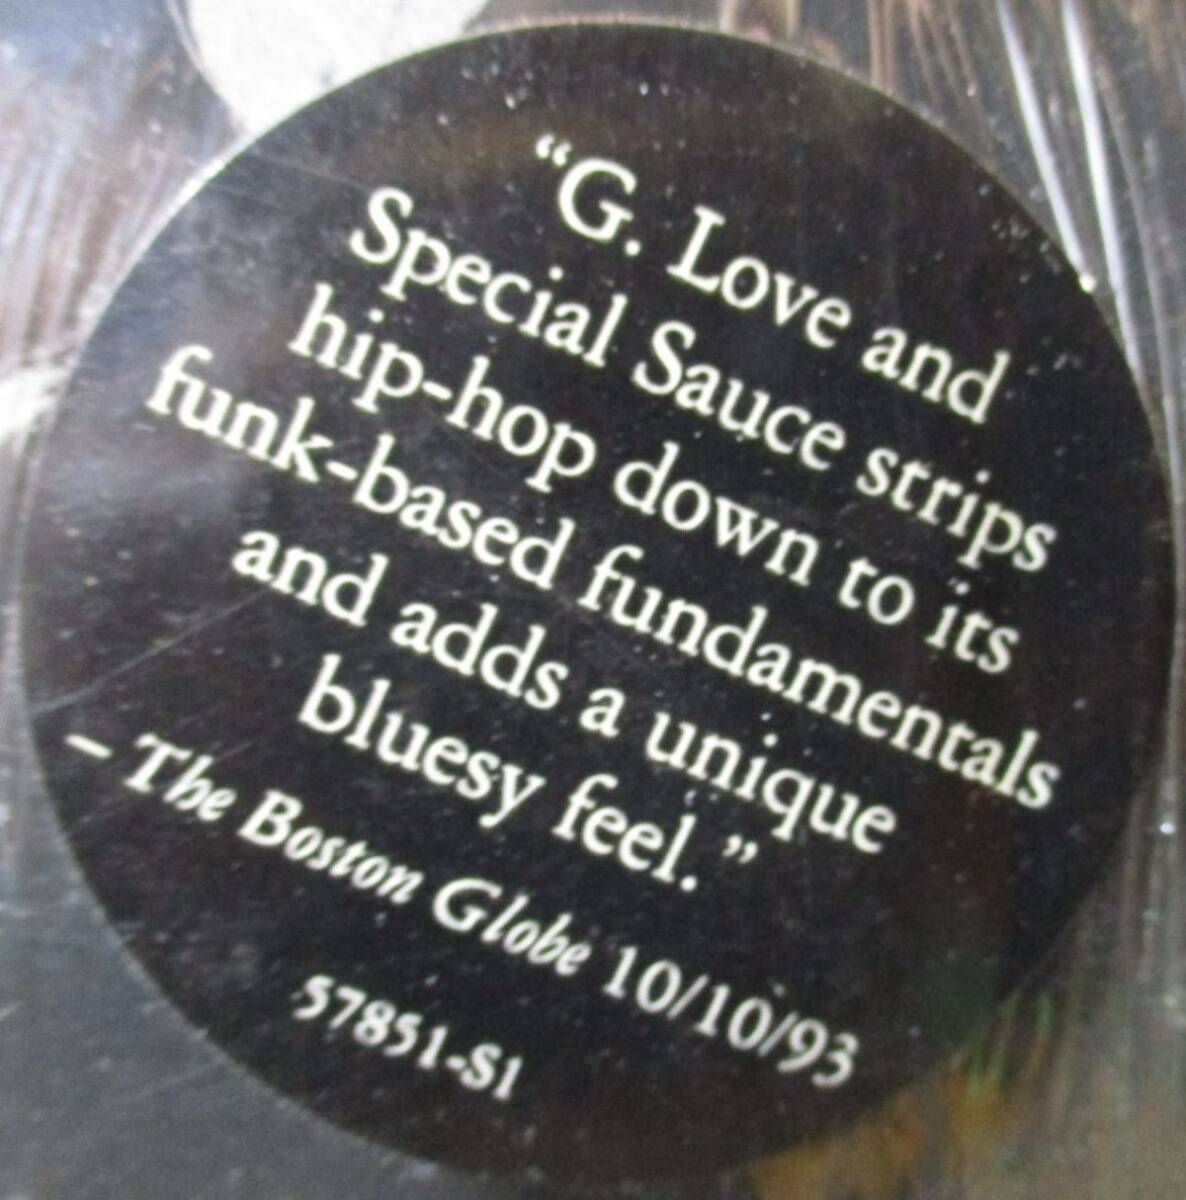 “G. Love and
Special Sauce strips
hip-hop down to its
funk-based fundamentals
and adds a unique
bluesy feel.”
– The Boston Globe 10/10/93
57851-S1